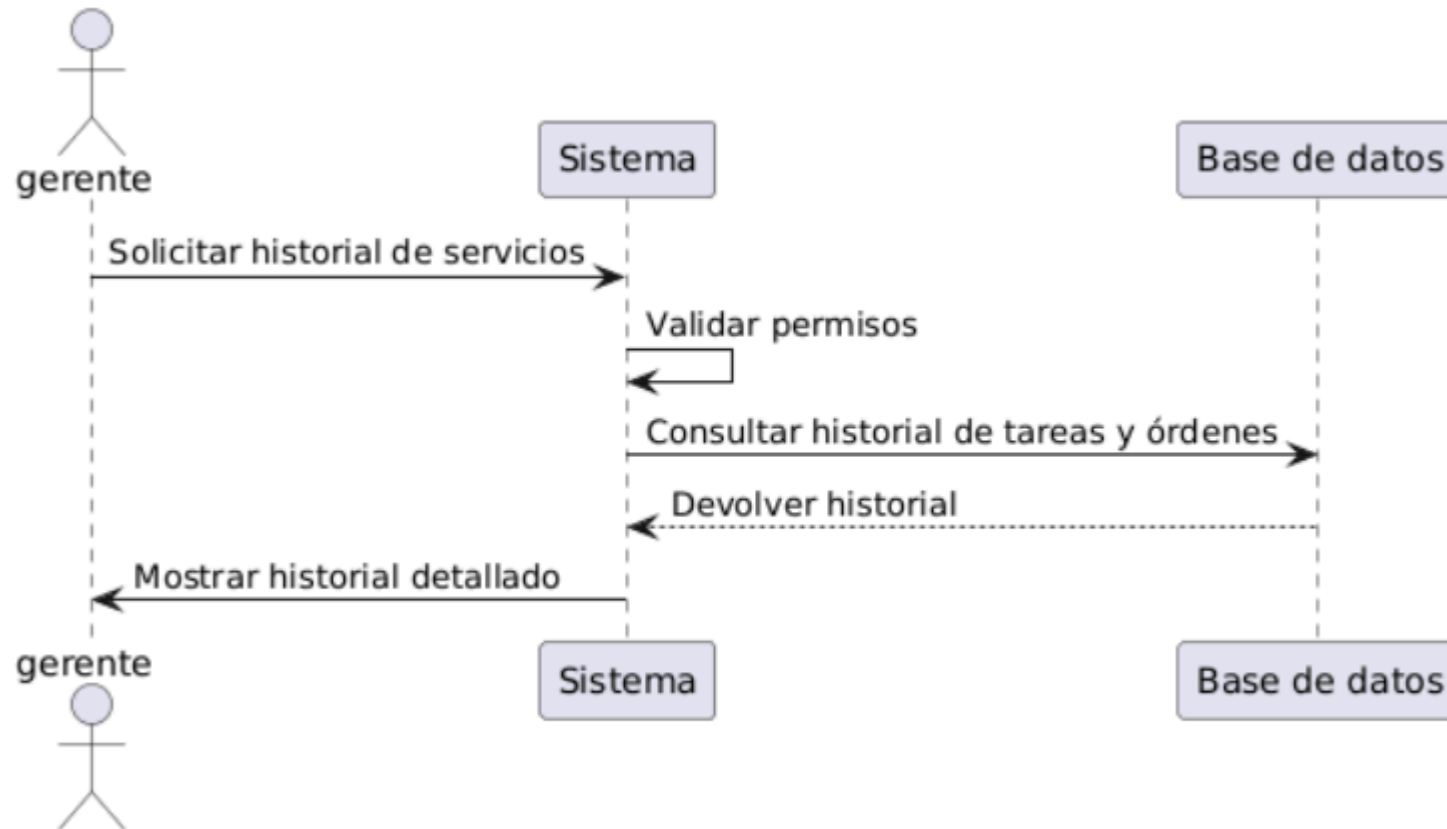 gerente
Sistema
Base de datos
Solicitar historial de servicios
Validar permisos
Consultar historial de tareas y órdenes
Devolver historial
Mostrar historial detallado
gerente
Sistema
Base de datos